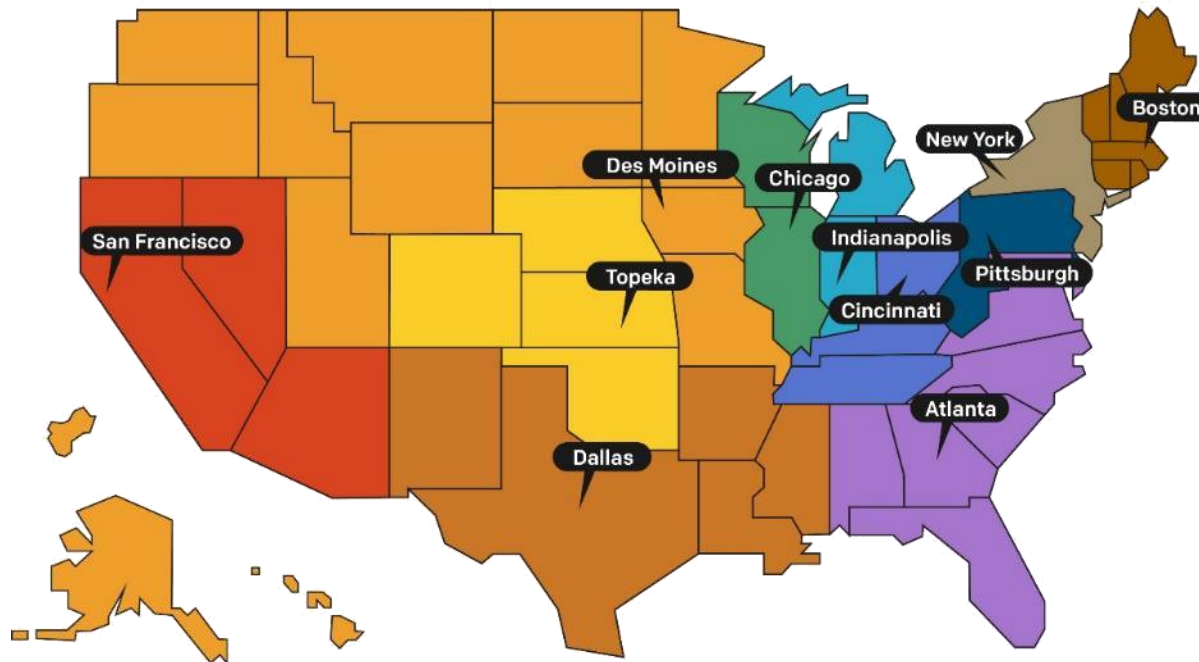 Boston
New York
Des Moines
Chicago
San Francisco
Indianapolis
Topeka
Pittsburgh
Cincinnati
Atlanta
Dallas